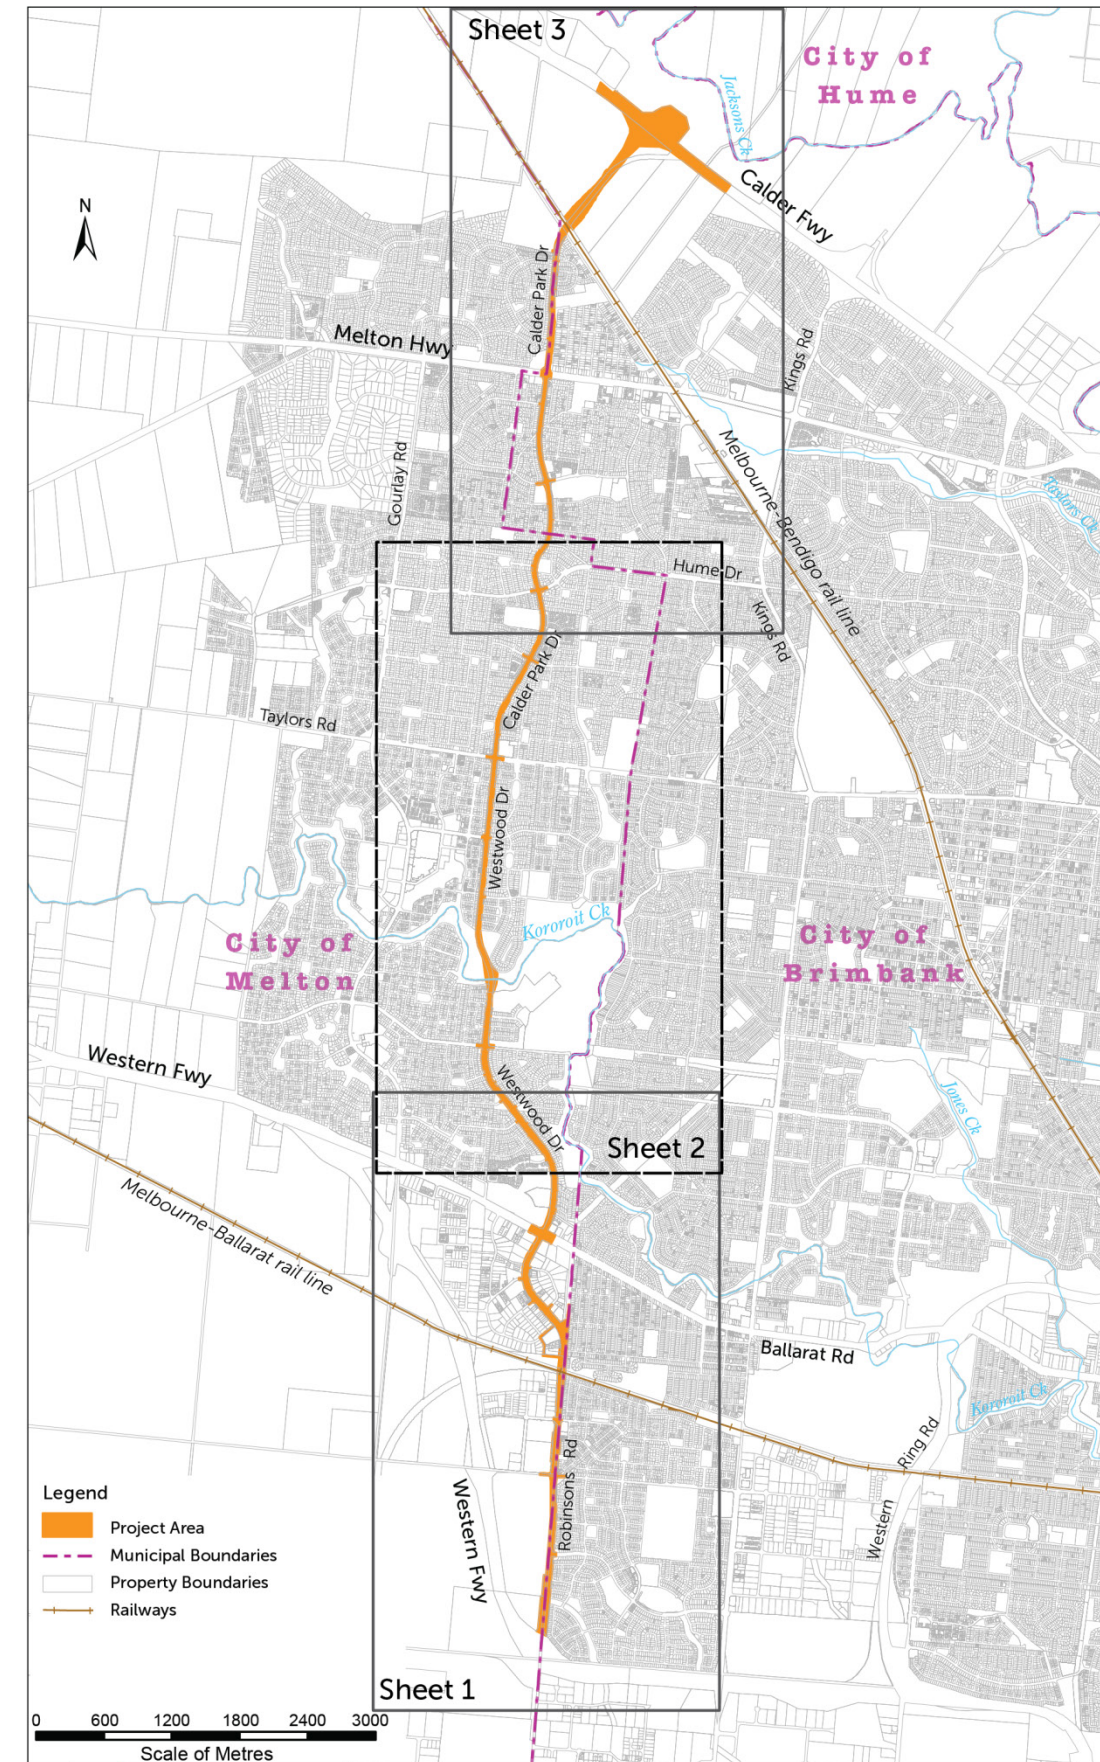 Sheet 3
City of
Hume
Jacksons Ck
Calder Fwy
N
Calder Park Dr
Melton Hwy
Kings Rd
Gourlay Rd
Melbourne-Bendigo rail line
Taylors Ck
Hume Dr
Kings Rd
Calder Park Dr
Taylors Rd
Westwood Dr
Kororoit Ck
City of
Melton
City of
Brimbank
Western Fwy
Westwood Dr
Jones Ck
Sheet 2
Melbourne-Ballarat rail line
Ballarat Rd
Kororoit Ck
Ring Rd
Robinsons Rd
Western Fwy
Western
Legend
Project Area
Municipal Boundaries
Property Boundaries
Railways
Sheet 1
0 600 1200 1800 2400 3000
Scale of Metres